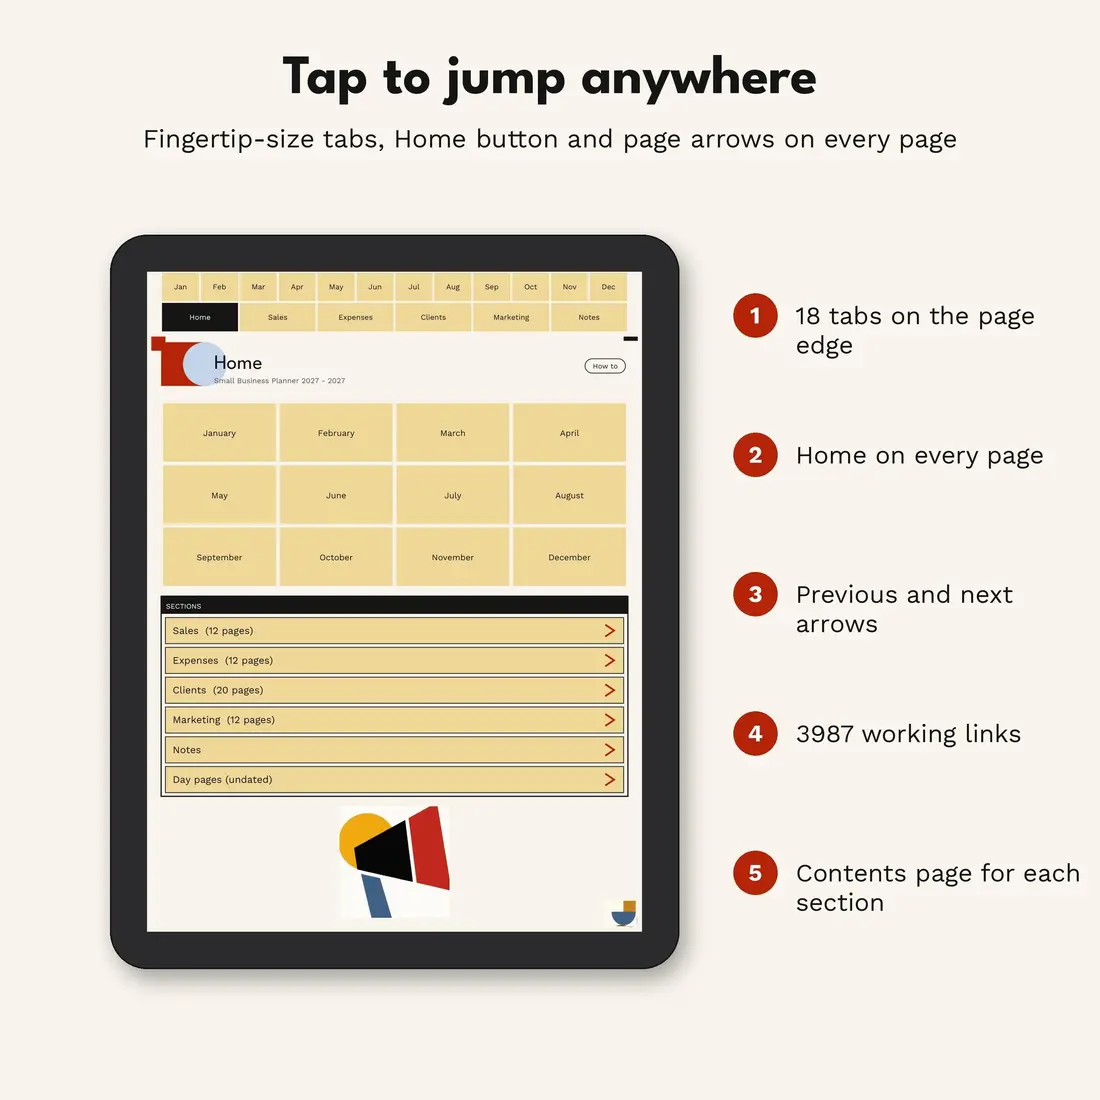 Tap to jump anywhere
Fingertip-size tabs, Home button and page arrows on every page
Jan Feb Mar Apr May Jun Jul Aug Sep Oct Nov Dec
Home Sales Expenses Clients Marketing Notes
Home
Small Business Planner 2027 - 2027
How to
January February March April
May June July August
September October November December
SECTIONS
Sales (12 pages)
Expenses (12 pages)
Clients (20 pages)
Marketing (12 pages)
Notes
Day pages (undated)
1 18 tabs on the page
edge
2 Home on every page
3 Previous and next
arrows
4 3987 working links
5 Contents page for each
section